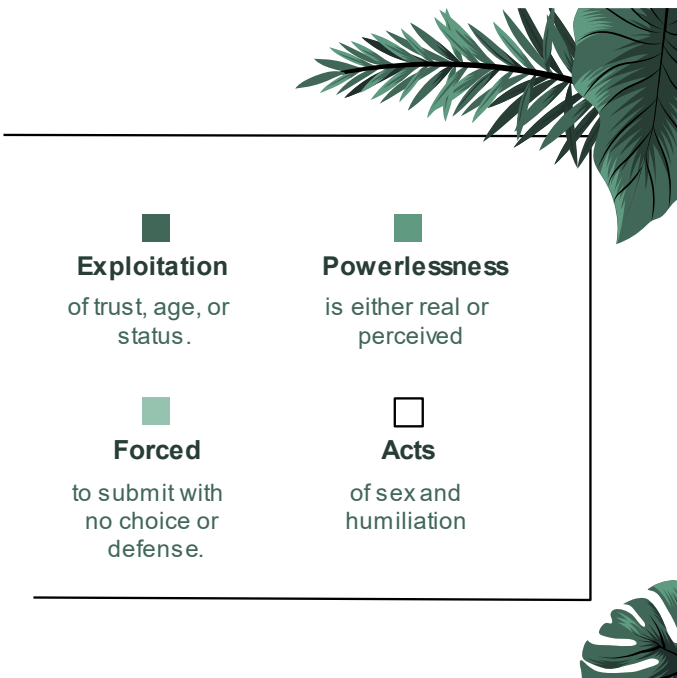 Exploitation
of trust, age, or
status.
Powerlessness
is either real or
perceived
Forced
to submit with
no choice or
defense.
Acts
of sex and
humiliation